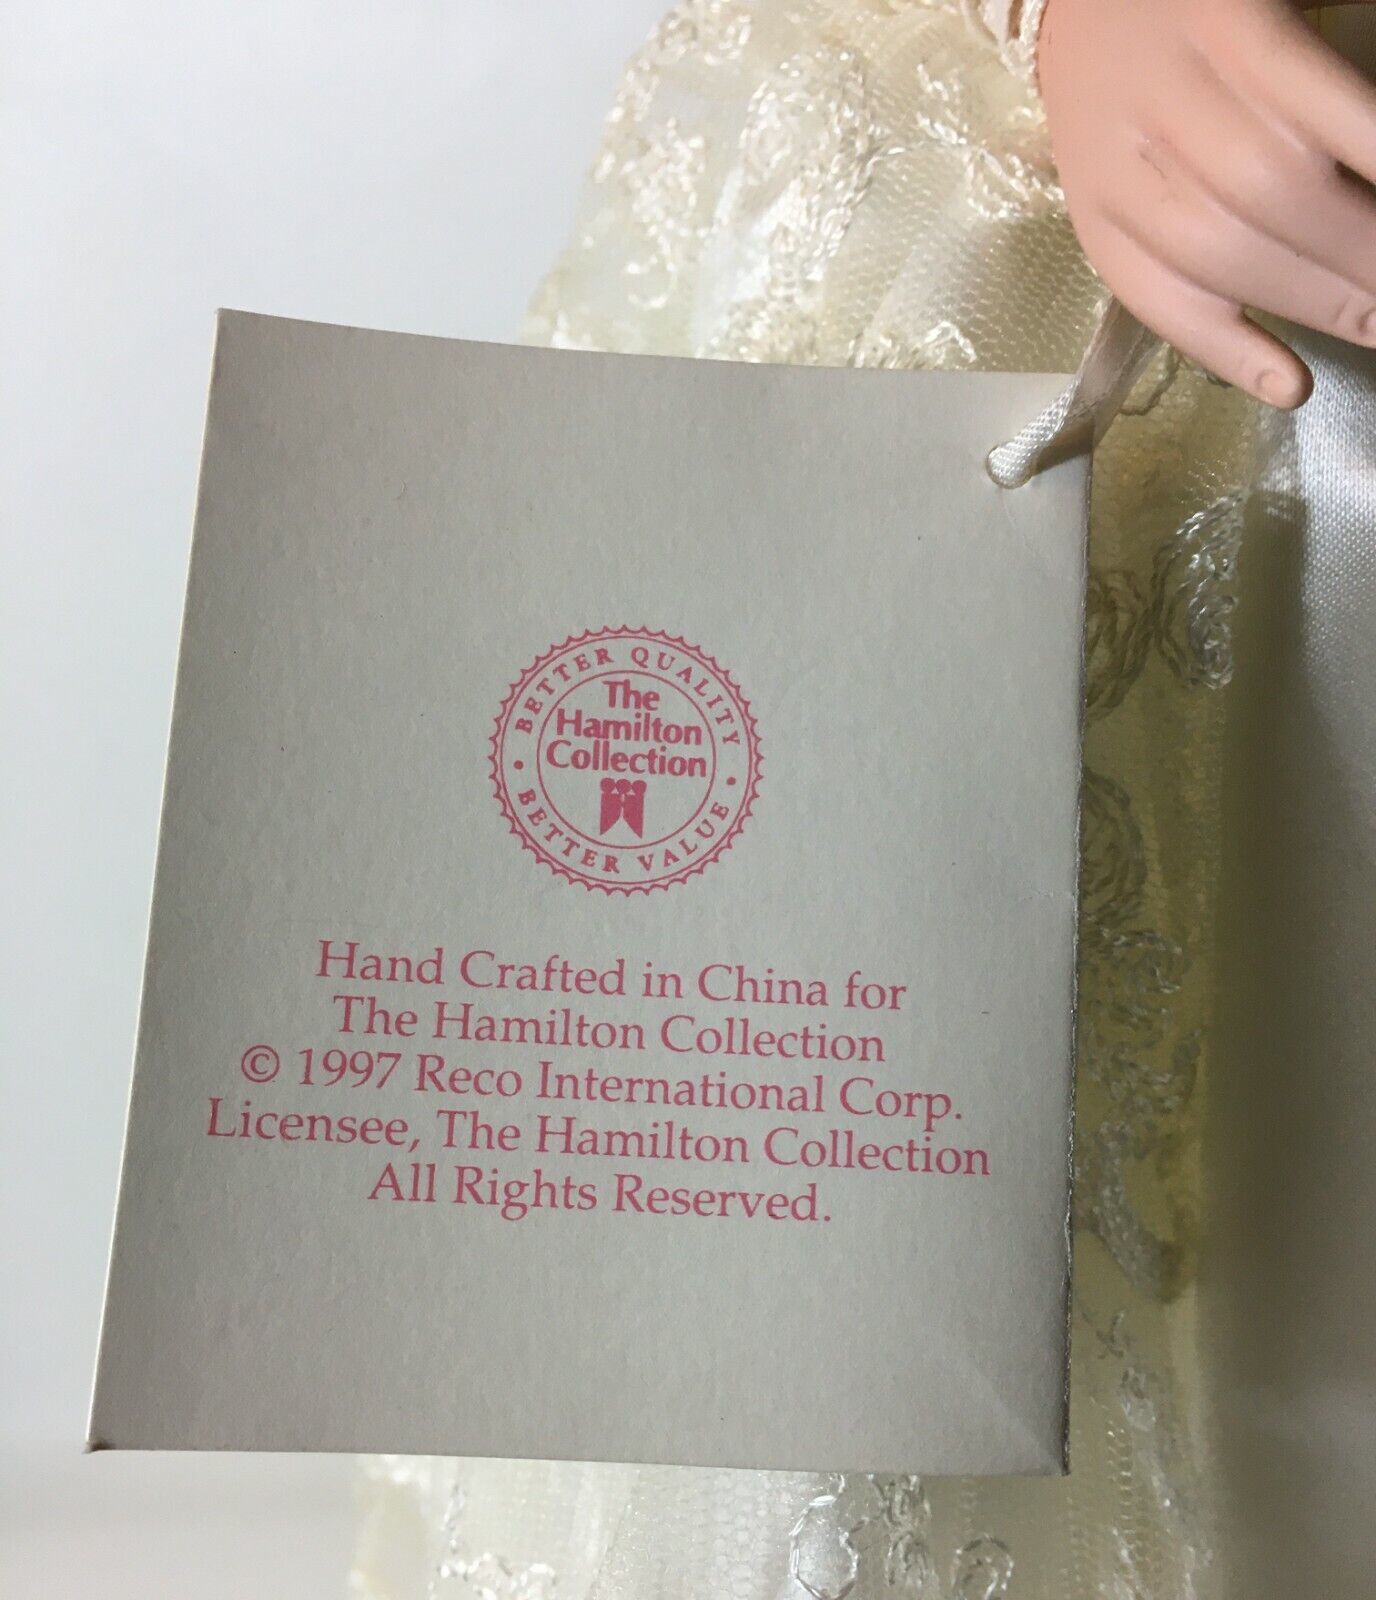 BETTER QUALITY
The
Hamilton
Collection
BETTER VALUE
Hand Crafted in China for
The Hamilton Collection
© 1997 Reco International Corp.
Licensee, The Hamilton Collection
All Rights Reserved.